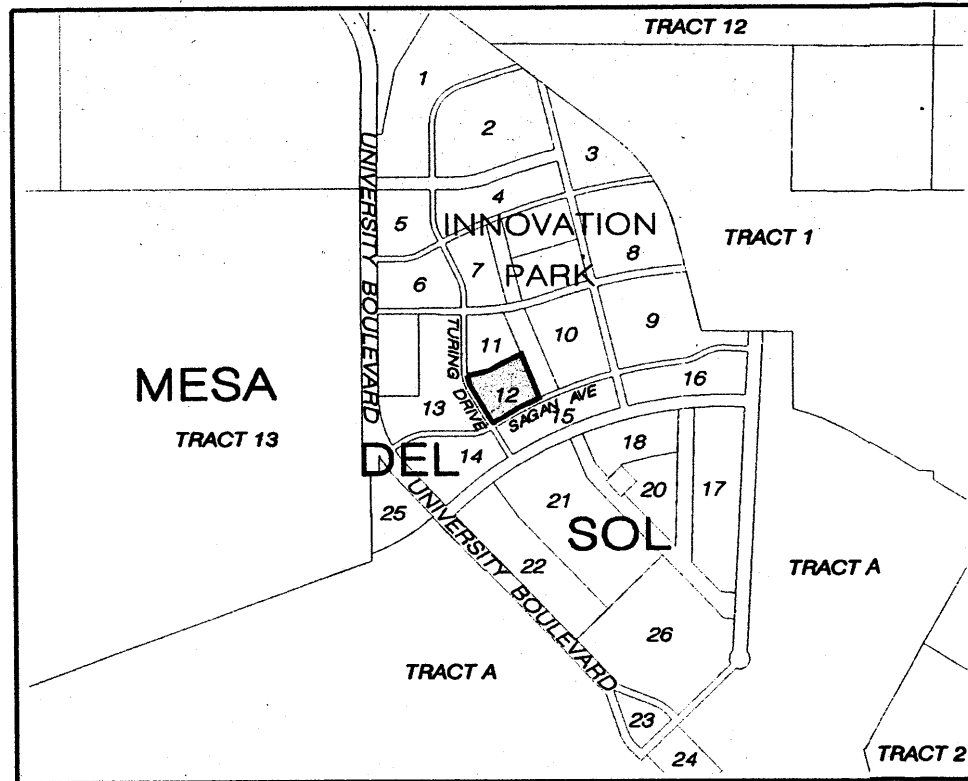 TRACT 12
1
2
3
4
5
INNOVATION
PARK
TRACT 1
8
7
6
UNIVERSITY BOULEVARD
9
10
11
TURING DRIVE
12
16
MESA
13
SAGAN AVE
15
TRACT 13
DEL
14
18
20
17
21
25
SOL
UNIVERSITY BOULEVARD
22
TRACT A
26
TRACT A
23
24
TRACT 2